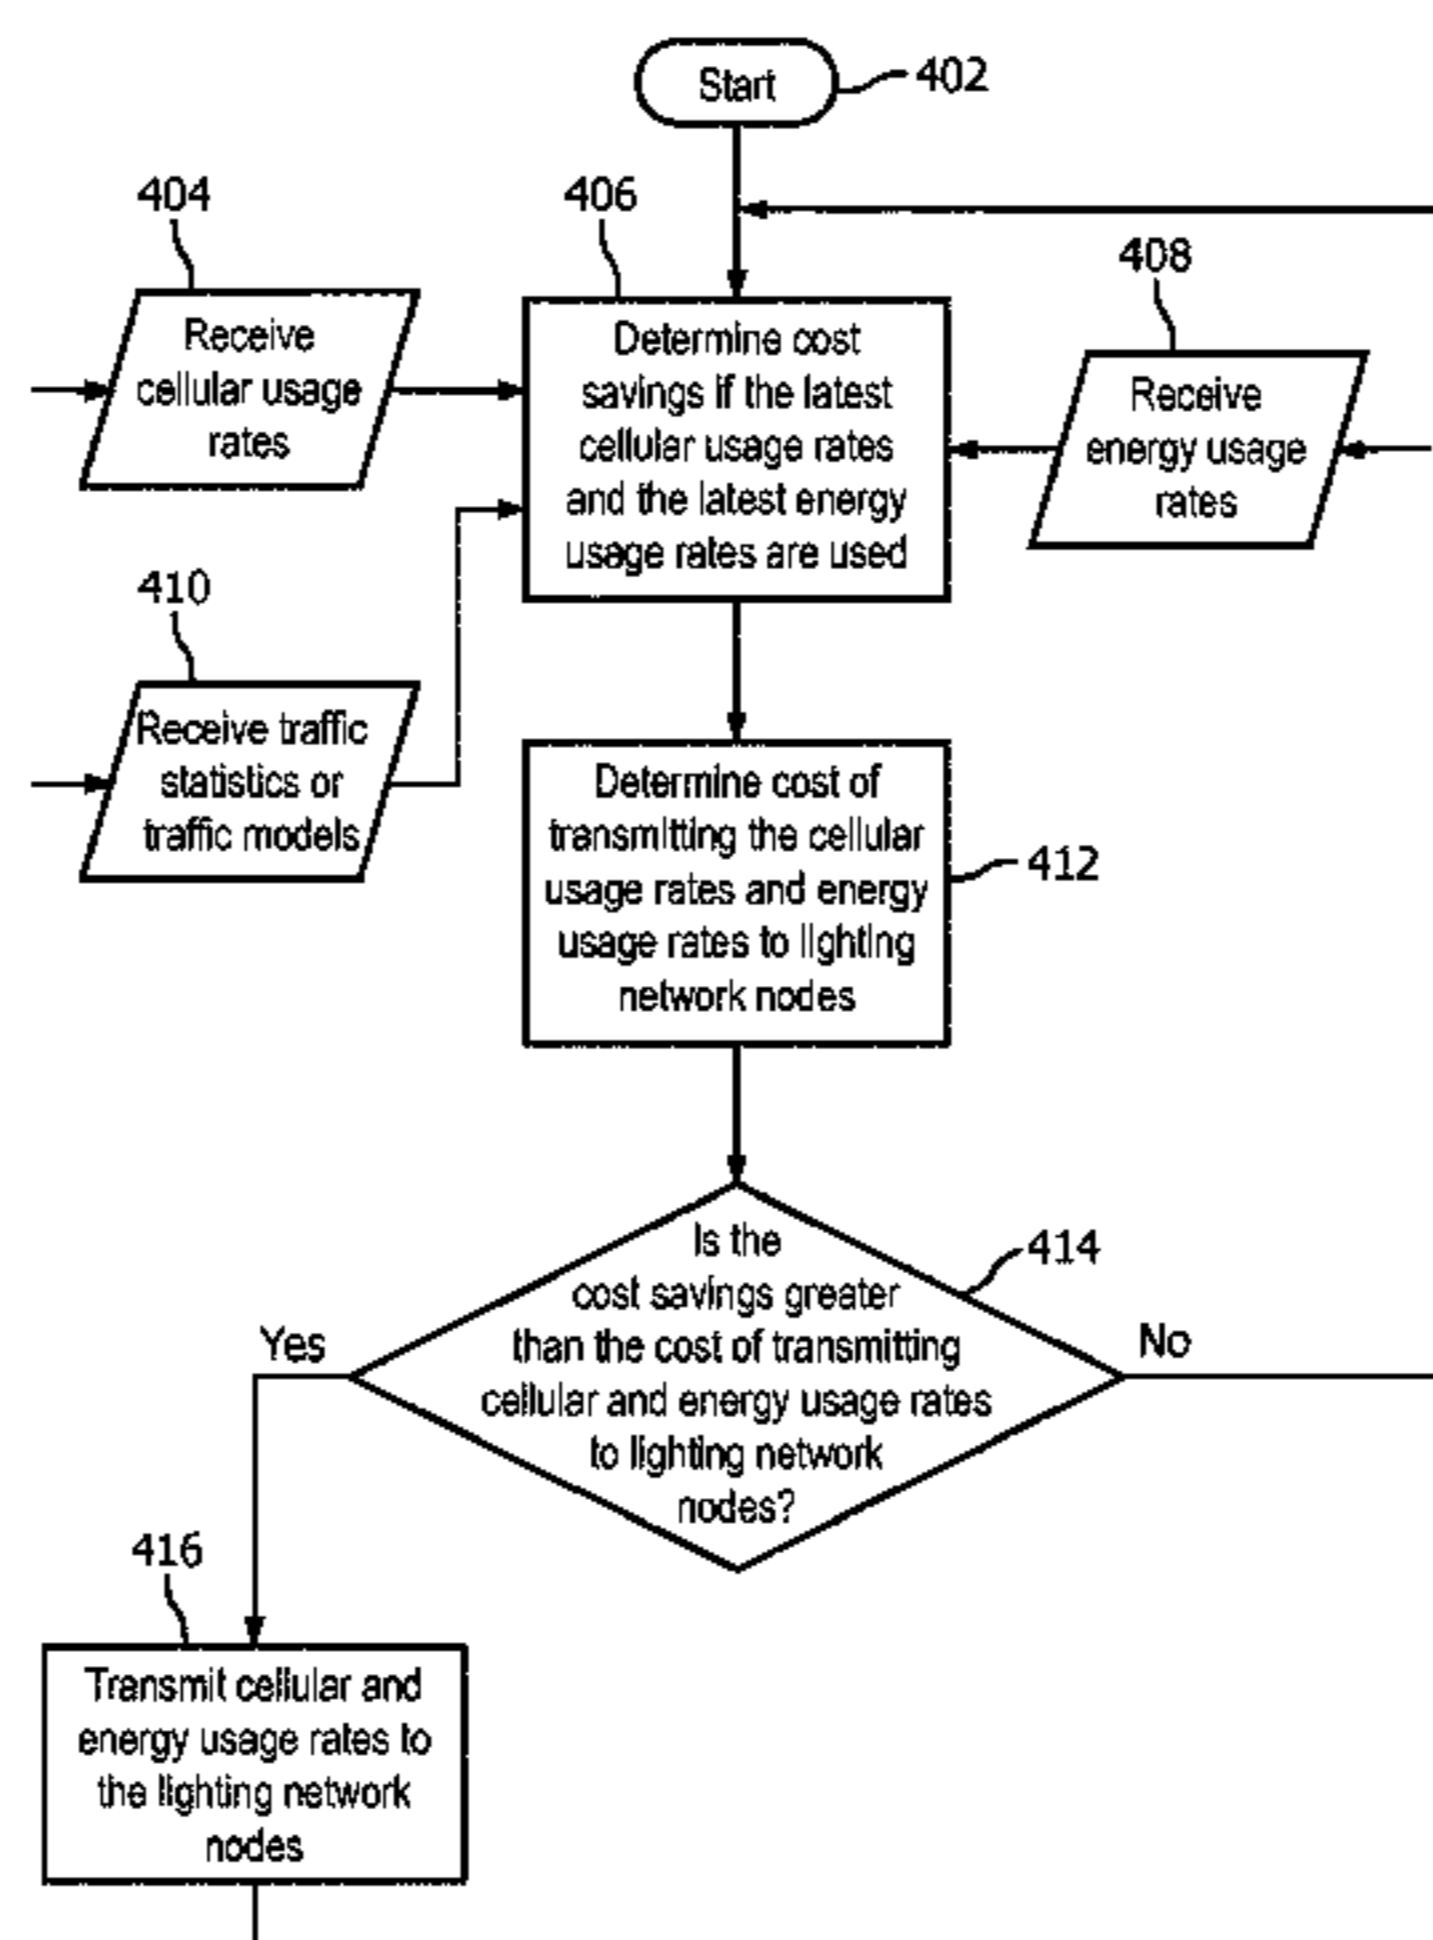 Start
402
404
406
408
Receive
cellular usage
rates
Determine cost
savings if the latest
cellular usage rates
and the latest energy
usage rates are used
Receive
energy usage
rates
410
Receive traffic
statistics or
traffic models
Determine cost of
transmitting the cellular
usage rates and energy
usage rates to lighting
network nodes
412
414
Is the
cost savings greater
than the cost of transmitting
cellular and energy usage rates
to lighting network
nodes?
Yes
No
416
Transmit cellular and
energy usage rates to
the lighting network
nodes